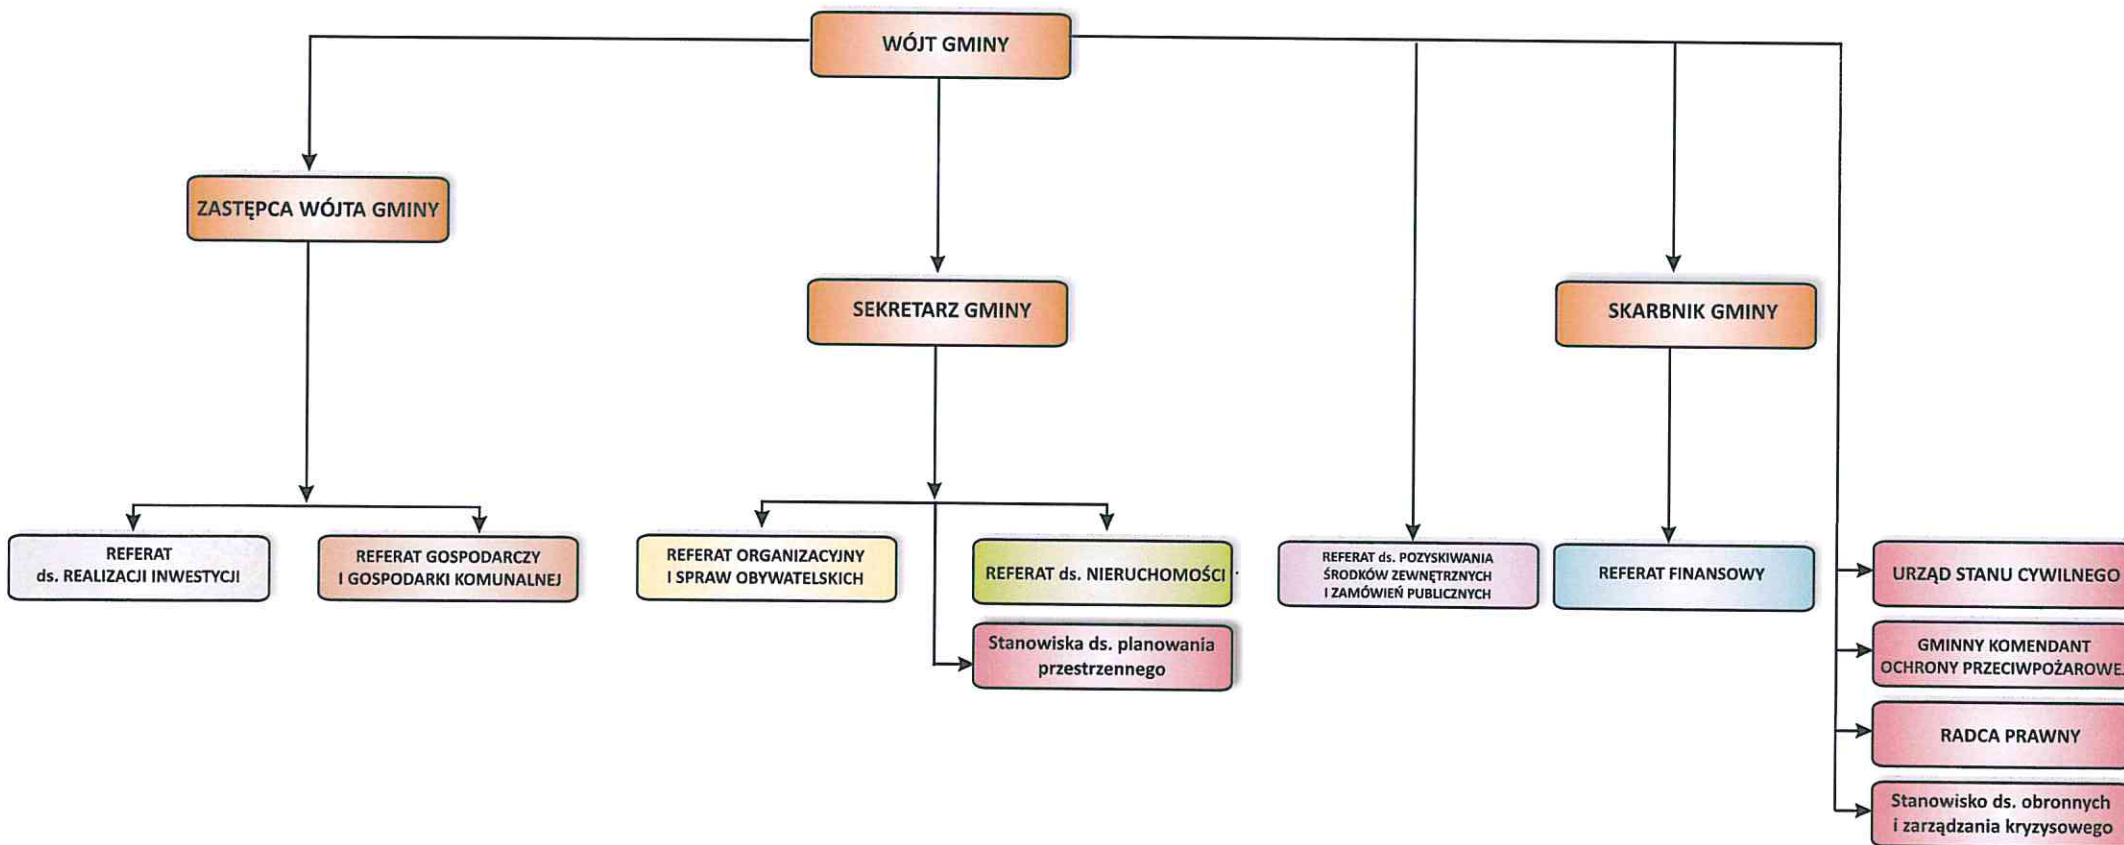 WÓJT GMINY
ZASTĘPCA WÓJTA GMINY
SEKRETARZ GMINY
SKARBNIK GMINY
REFERAT
ds. REALIZACJI INWESTYCJI
REFERAT GOSPODARCZY
I GOSPODARKI KOMUNALNEJ
REFERAT ORGANIZACYJNY
I SPRAW OBYWATELSKICH
REFERAT ds. NIERUCHOMOŚCI
Stanowiska ds. planowania
przestrzennego
REFERAT ds. POZYSKIWANIA
ŚRODKÓW ZEWNĘTRZNYCH
I ZAMÓWIEŃ PUBLICZNYCH
REFERAT FINANSOWY
URZĄD STANU CYWILNEGO
GMINNY KOMENDANT
OCHRONY PRZECIWPOŻAROWEJ
RADCA PRAWNY
Stanowisko ds. obronnych
i zarządzania kryzysowego